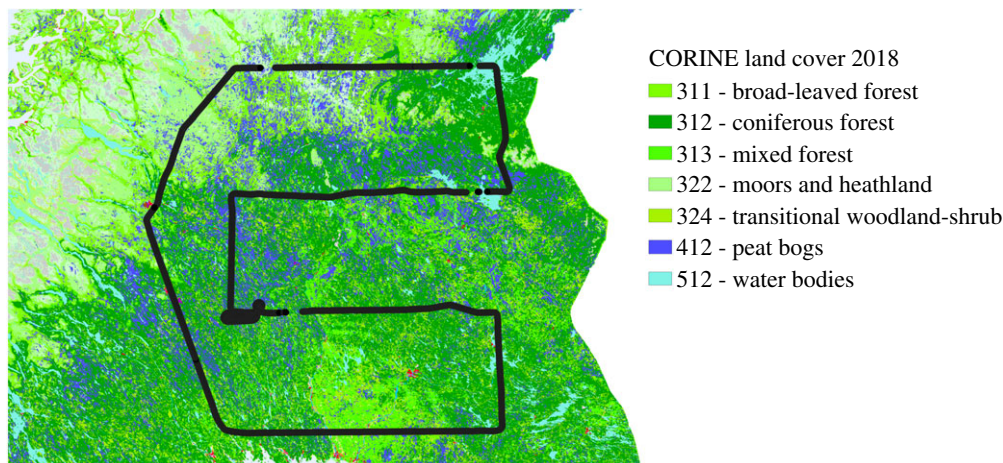 CORINE land cover 2018
311 - broad-leaved forest
312 - coniferous forest
313 - mixed forest
322 - moors and heathland
324 - transitional woodland-shrub
412 - peat bogs
512 - water bodies